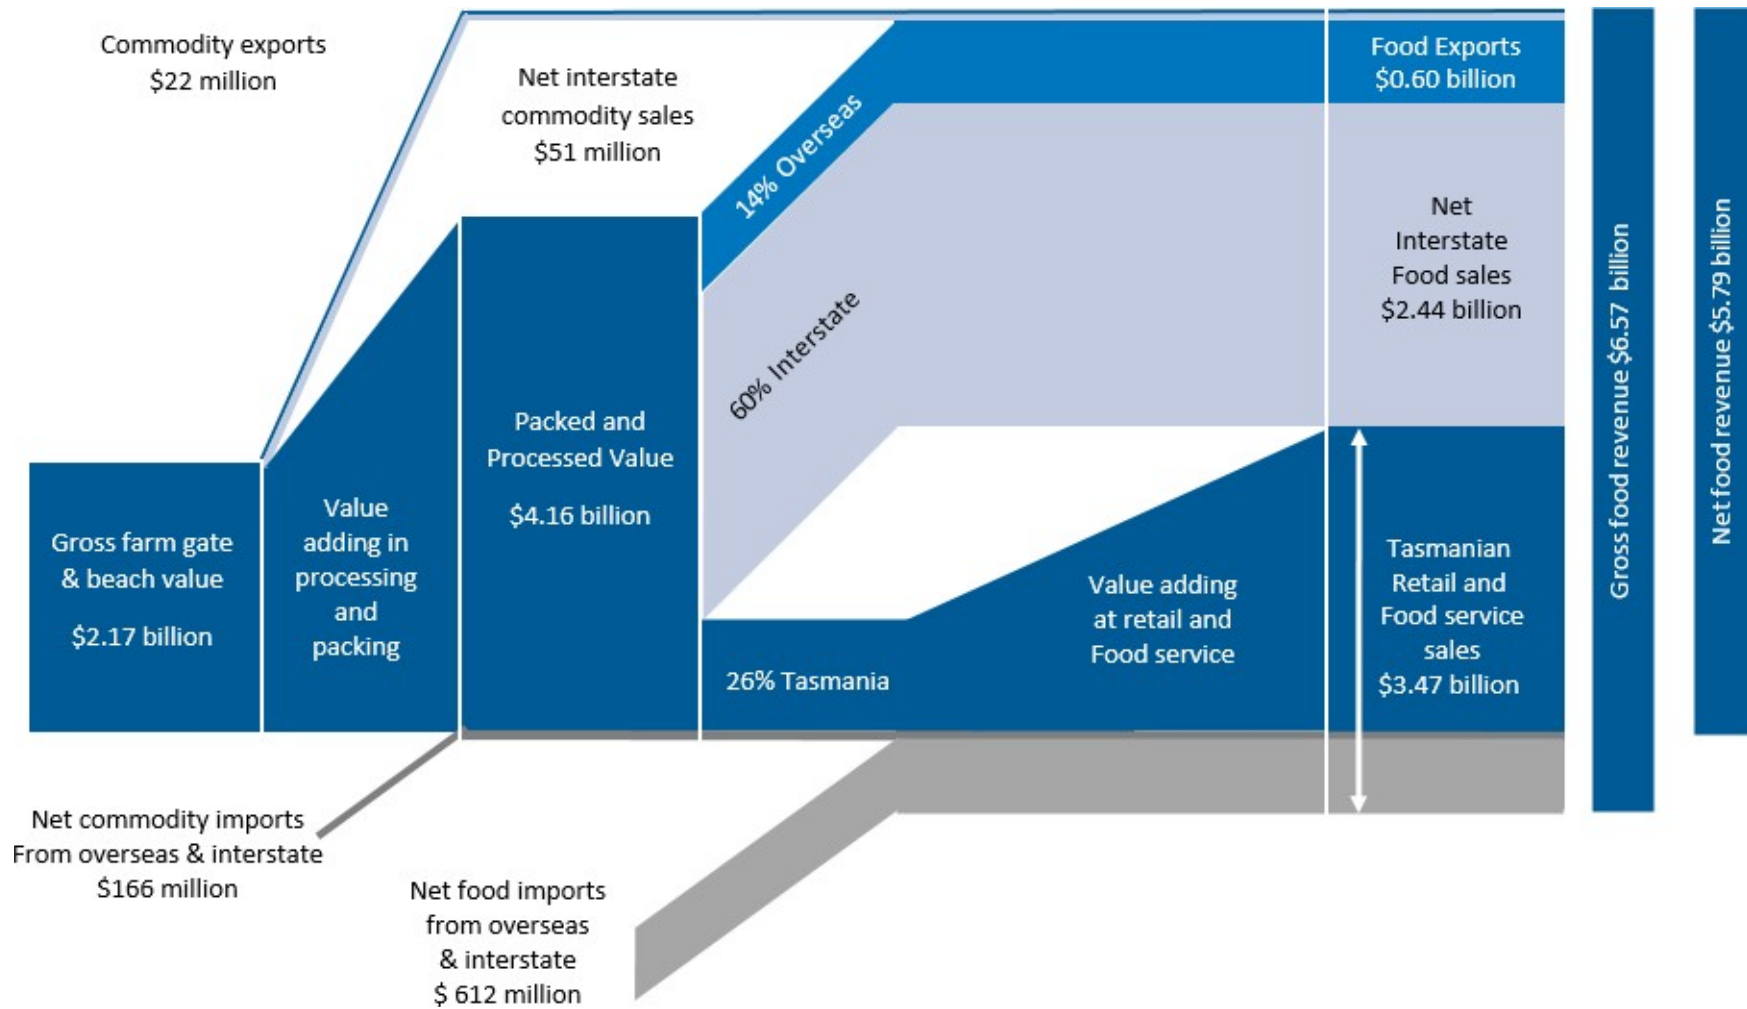 Commodity exports
$22 million
Net interstate
commodity sales
$51 million
14% Overseas
60% Interstate
Food Exports
$0.60 billion
Net
Interstate
Food sales
$2.44 billion
Gross farm gate
& beach value
$2.17 billion
Value
adding in
processing
and
packing
Packed and
Processed Value
$4.16 billion
26% Tasmania
Value adding
at retail and
Food service
Tasmanian
Retail and
Food service
sales
$3.47 billion
Gross food revenue $6.57 billion
Net food revenue $5.79 billion
Net commodity imports
From overseas & interstate
$166 million
Net food imports
from overseas
& interstate
$ 612 million